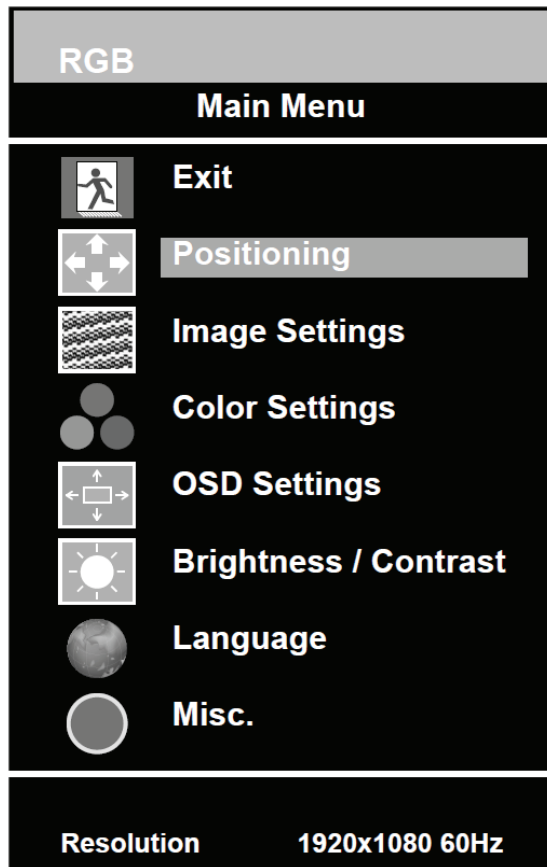 RGB
Main Menu
Exit
Positioning
Image Settings
Color Settings
OSD Settings
Brightness / Contrast
Language
Misc.
Resolution 1920x1080 60Hz